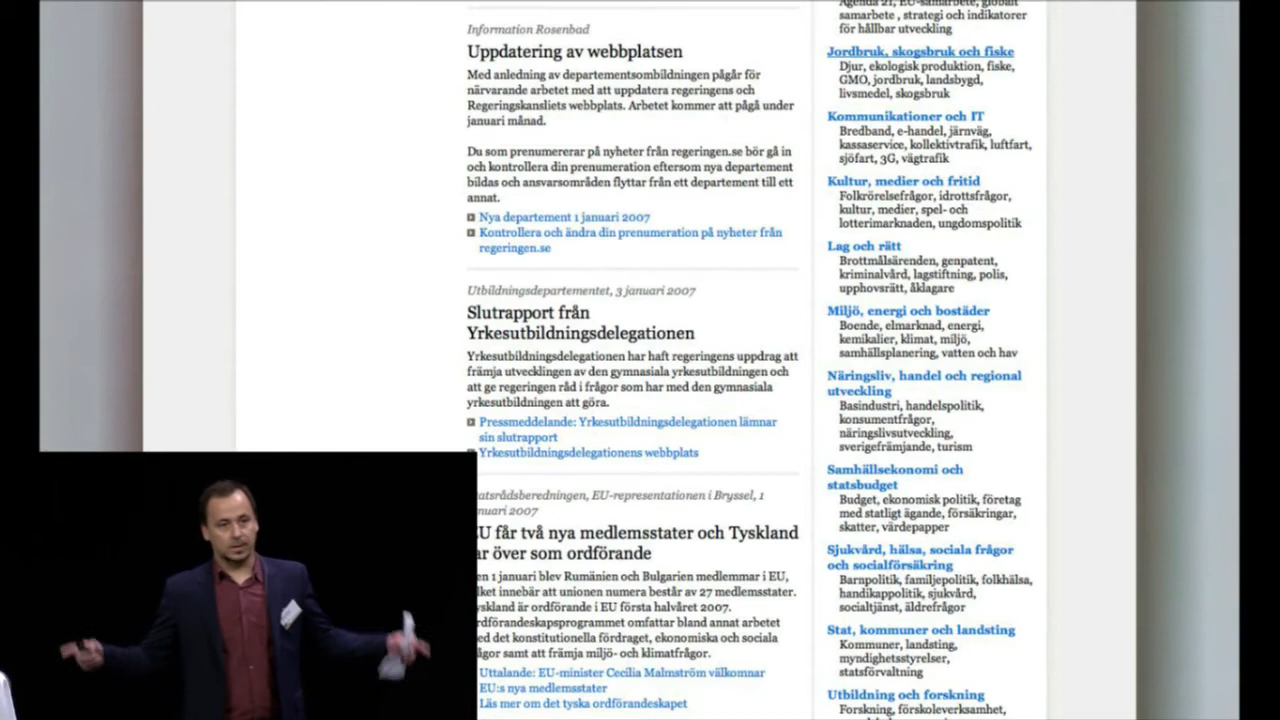 Information Rosenbad
Uppdatering av webbplatsen
Med anledning av departementsombildningen pågår för
närvarande arbetet med att uppdatera regeringens och
Regeringskansliets webbplats. Arbetet kommer att pågå under
januari månad.
Du som prenumererar på nyheter från regeringen.se bör gå in
och kontrollera din prenumeration eftersom nya departement
bildas och ansvarsområden flyttar från ett departement till ett
annat.
Nya departement 1 januari 2007
Kontrollera och ändra din prenumeration på nyheter från
regeringen.se
Utbildningsdepartementet, 3 januari 2007
Slutrapport från
Yrkesutbildningsdelegationen
Yrkesutbildningsdelegationen har haft regeringens uppdrag att
främja utvecklingen av den gymnasiala yrkesutbildningen och
att ge regeringen råd i frågor som har med den gymnasiala
yrkesutbildningen att göra.
Pressmeddelande: Yrkesutbildningsdelegationen lämnar
sin slutrapport
Yrkesutbildningsdelegationens webbplats
atsrådsberedningen, EU-representationen i Bryssel, 1
nuari 2007
EU får två nya medlemsstater och Tyskland
ar över som ordförande
en 1 januari blev Rumänien och Bulgarien medlemmar i EU,
ilket innebär att unionen numera består av 27 medlemsstater.
yskland är ordförande i EU första halvåret 2007.
rdförandeskapsprogrammet omfattar bland annat arbetet
ed det konstitutionella fördraget, ekonomiska och sociala
ågor samt att främja miljö- och klimatfrågor.
Uttalande: EU-minister Cecilia Malmström välkomnar
EU:s nya medlemsstater
Läs mer om det tyska ordförandeskapet
Agenda 21, EU-samarbete, globalt
samarbete , strategi och indikatorer
för hållbar utveckling
Jordbruk, skogsbruk och fiske
Djur, ekologisk produktion, fiske,
GMO, jordbruk, landsbygd,
livsmedel, skogsbruk
Kommunikationer och IT
Bredband, e-handel, järnväg,
kassaservice, kollektivtrafik, luftfart,
sjöfart, 3G, vägtrafik
Kultur, medier och fritid
Folkrörelsefrågor, idrottsfrågor,
kultur, medier, spel- och
lotterimarknaden, ungdomspolitik
Lag och rätt
Brottmålsärenden, genpatent,
kriminalvård, lagstiftning, polis,
upphovsrätt, åklagare
Miljö, energi och bostäder
Boende, elmarknad, energi,
kemikalier, klimat, miljö,
samhällsplanering, vatten och hav
Näringsliv, handel och regional
utveckling
Basindustri, handelspolitik,
konsumentfrågor,
näringslivsutveckling,
sverigefrämjande, turism
Samhällsekonomi och
statsbudget
Budget, ekonomisk politik, företag
med statligt ägande, försäkringar,
skatter, värdepapper
Sjukvård, hälsa, sociala frågor
och socialförsäkring
Barnpolitik, familjepolitik, folkhälsa,
handikappolitik, sjukvård,
socialtjänst, äldrefrågor
Stat, kommuner och landsting
Kommuner, landsting,
myndighetsstyrelser,
statsförvaltning
Utbildning och forskning
Forskning, förskoleverksamhet,